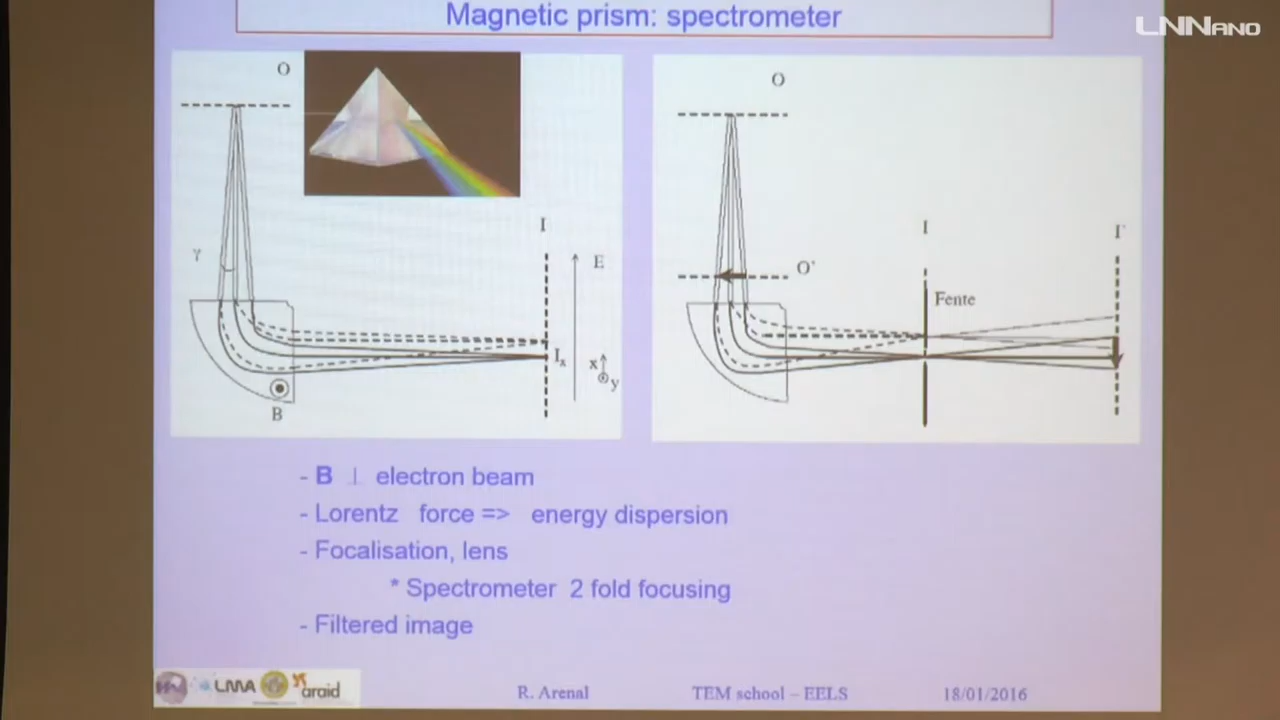 Magnetic prism: spectrometer
LNNANO
O
γ
I
E
Ix
x
y
B
O
O'
I
I'
Fente
- B ⊥ electron beam
- Lorentz force => energy dispersion
- Focalisation, lens
* Spectrometer 2 fold focusing
- Filtered image
LMA
araid
R. Arenal
TEM school – EELS
18/01/2016